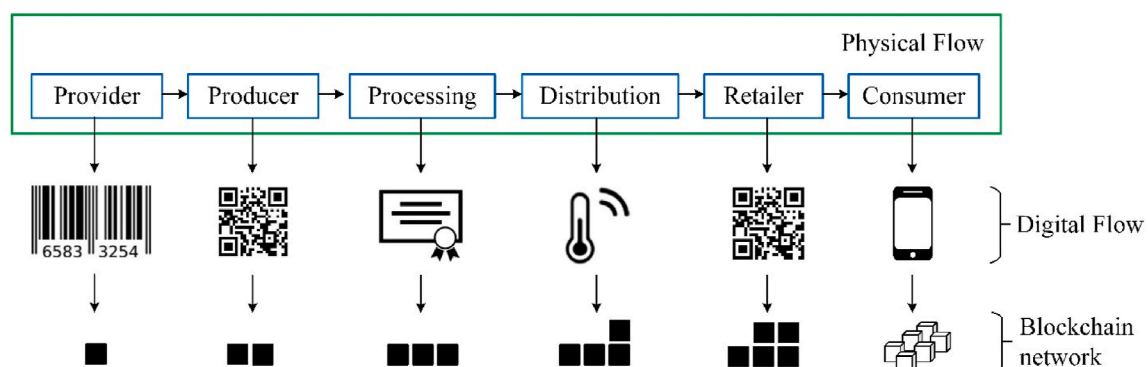 Physical Flow
Provider
Producer
Processing
Distribution
Retailer
Consumer
6583 3254
Digital Flow
Blockchain
network